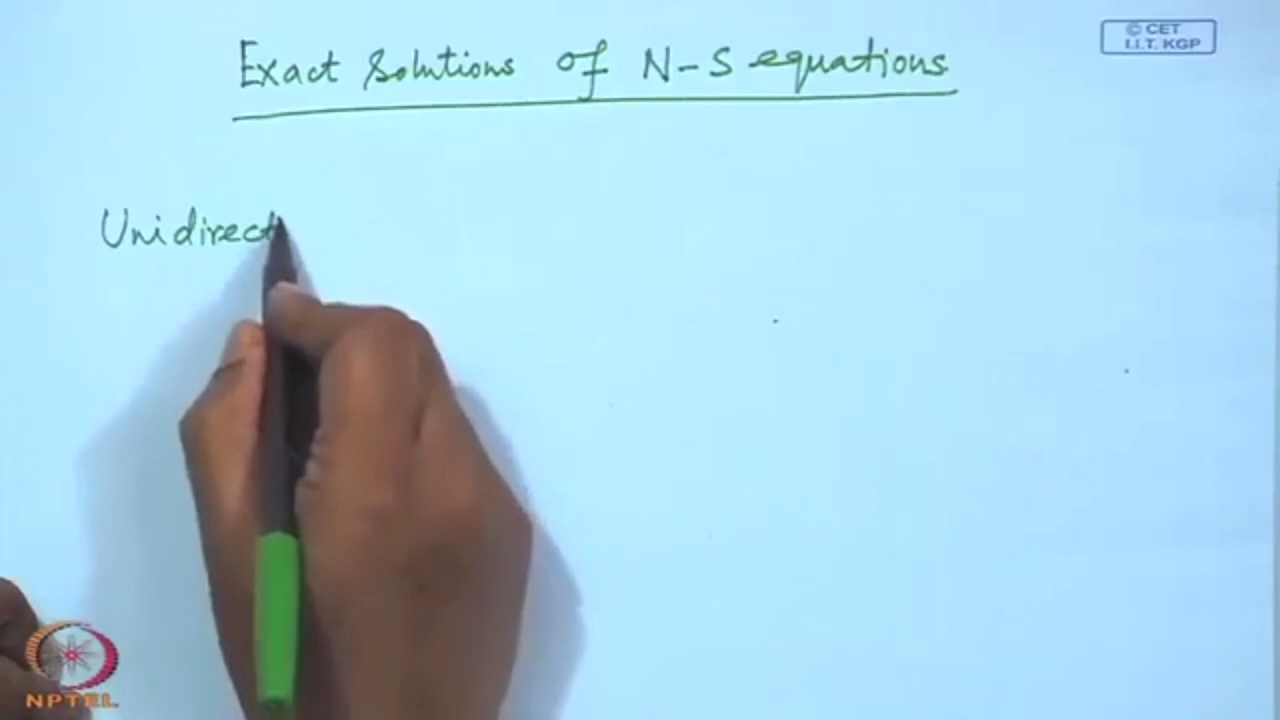 Exact Solutions of N-S equations
© CET
I.I.T. KGP
Unidirect
NPTEL